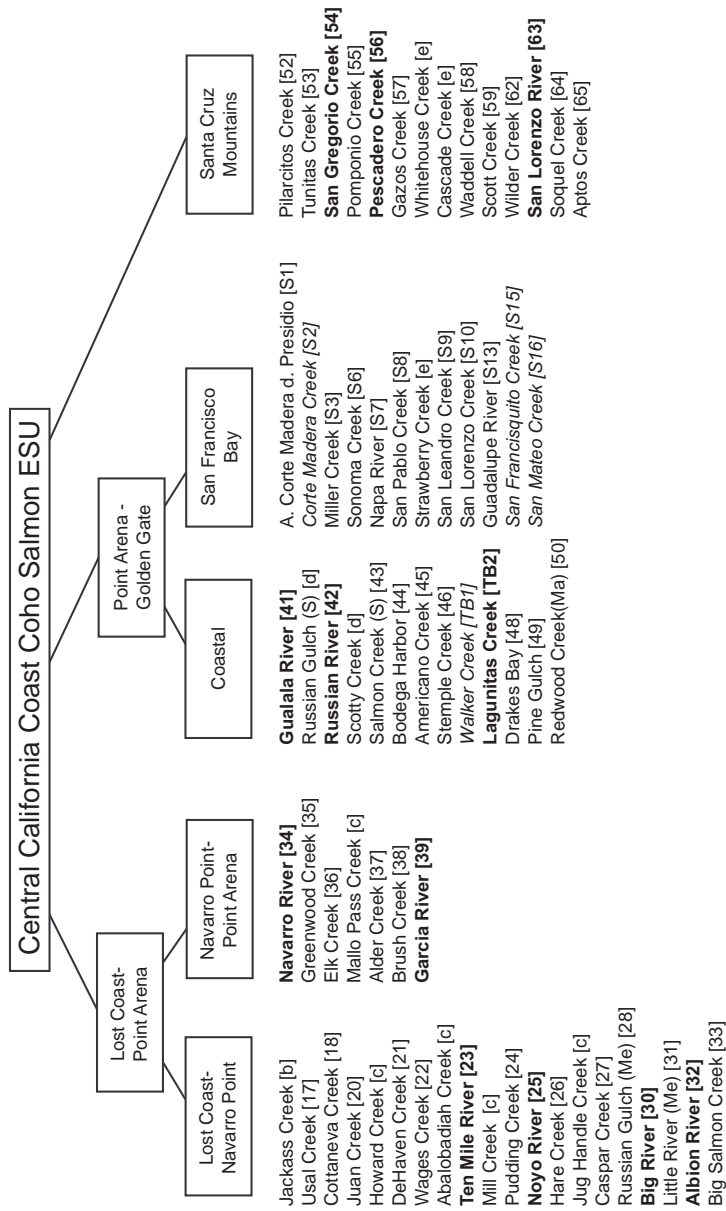 Central California Coast Coho Salmon ESU
Lost Coast-
Point Arena
Point Arena -
Golden Gate
Lost Coast-
Navarro Point
Navarro Point-
Point Arena
Coastal
San Francisco
Bay
Santa Cruz
Mountains
Jackass Creek [b]
Usal Creek [17]
Cottaneva Creek [18]
Juan Creek [20]
Howard Creek [c]
DeHaven Creek [21]
Wages Creek [22]
Abalobadiah Creek [c]
Ten Mile River [23]
Mill Creek [c]
Pudding Creek [24]
Noyo River [25]
Hare Creek [26]
Jug Handle Creek [c]
Caspar Creek [27]
Russian Gulch (Me) [28]
Big River [30]
Little River (Me) [31]
Albion River [32]
Big Salmon Creek [33]
Navarro River [34]
Greenwood Creek [35]
Elk Creek [36]
Mallo Pass Creek [c]
Alder Creek [37]
Brush Creek [38]
Garcia River [39]
Gualala River [41]
Russian Gulch (S) [d]
Russian River [42]
Scotty Creek [d]
Salmon Creek (S) [43]
Bodega Harbor [44]
Americano Creek [45]
Stemple Creek [46]
Walker Creek [TB1]
Lagunitas Creek [TB2]
Drakes Bay [48]
Pine Gulch [49]
Redwood Creek(Ma) [50]
A. Corte Madera d. Presidio [S1]
Corte Madera Creek [S2]
Miller Creek [S3]
Sonoma Creek [S6]
Napa River [S7]
San Pablo Creek [S8]
Strawberry Creek [e]
San Leandro Creek [S9]
San Lorenzo Creek [S10]
Guadalupe River [S13]
San Francisquito Creek [S15]
San Mateo Creek [S16]
Pilarcitos Creek [52]
Tunitas Creek [53]
San Gregorio Creek [54]
Pomponio Creek [55]
Pescadero Creek [56]
Gazos Creek [57]
Whitehouse Creek [e]
Cascade Creek [e]
Waddell Creek [58]
Scott Creek [59]
Wilder Creek [62]
San Lorenzo River [63]
Soquel Creek [64]
Aptos Creek [65]